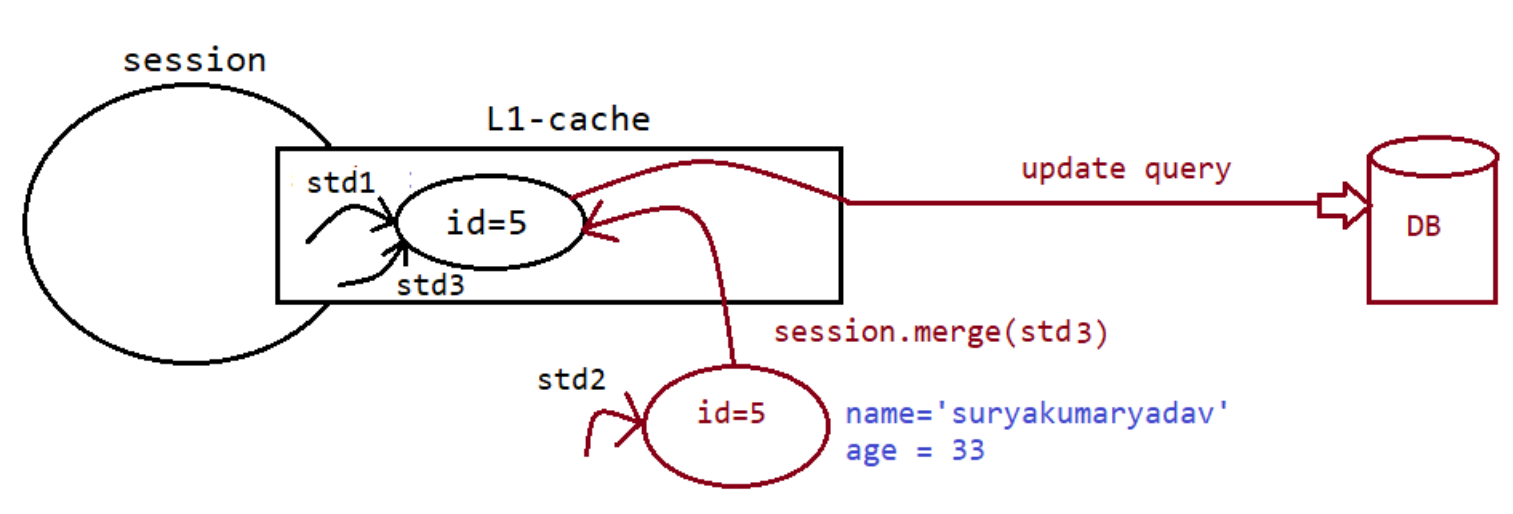 session
L1-cache
update query
std1
id=5
DB
std3
session.merge(std3)
std2
id=5
name='suryakumaryadav'
age = 33